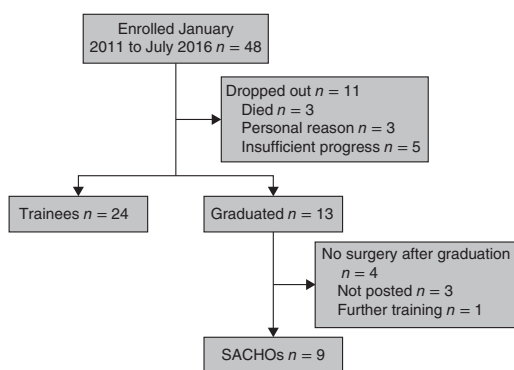 Enrolled January
2011 to July 2016 n = 48
Dropped out n = 11
Died n = 3
Personal reason n = 3
Insufficient progress n = 5
Trainees n = 24
Graduated n = 13
No surgery after graduation
n = 4
Not posted n = 3
Further training n = 1
SACHOs n = 9